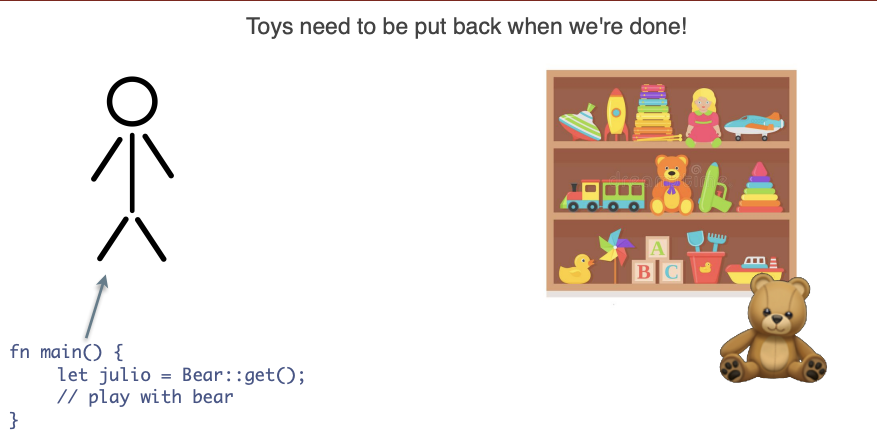 Toys need to be put back when we're done!
A
B C
fn main() {
    let julio = Bear::get();
    // play with bear
}